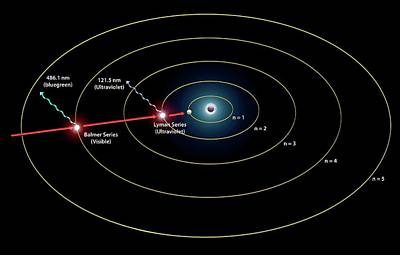 486.1 nm
(bluegreen)
121.5 nm
(Ultraviolet)
Balmer Series
(Visible)
Lyman Series
(Ultraviolet)
n = 1
n = 2
n = 3
n = 4
n = 5